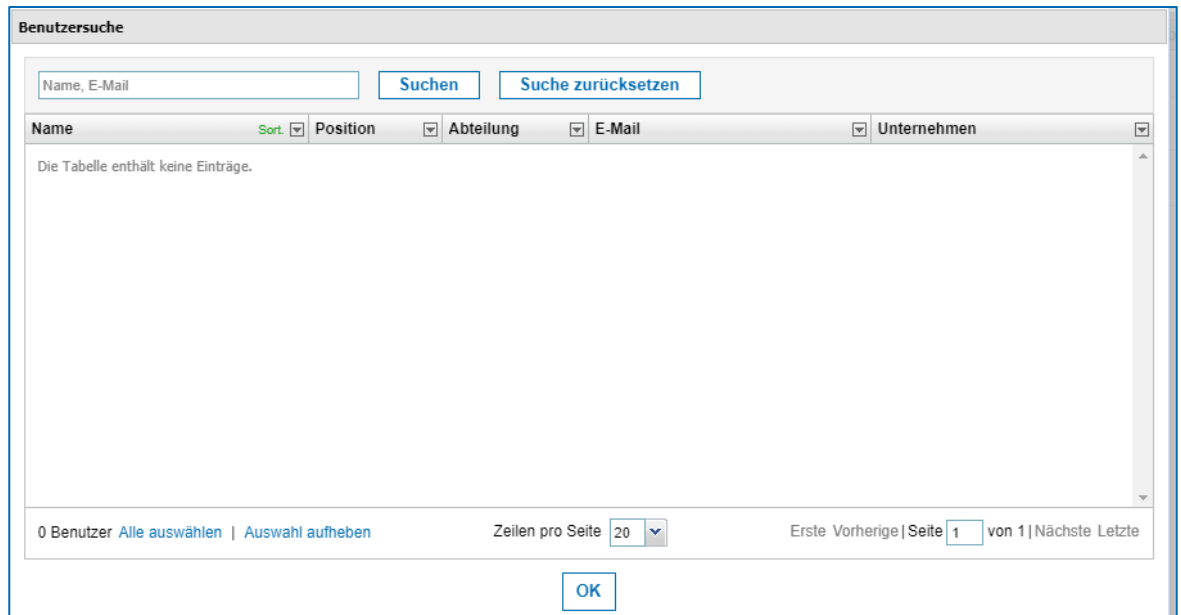 Benutzersuche
Name, E-Mail Suchen Suche zurücksetzen
Name Sort. Position Abteilung E-Mail Unternehmen
Die Tabelle enthält keine Einträge.
0 Benutzer Alle auswählen | Auswahl aufheben Zeilen pro Seite 20 Erste Vorherige | Seite 1 von 1 | Nächste Letzte
OK